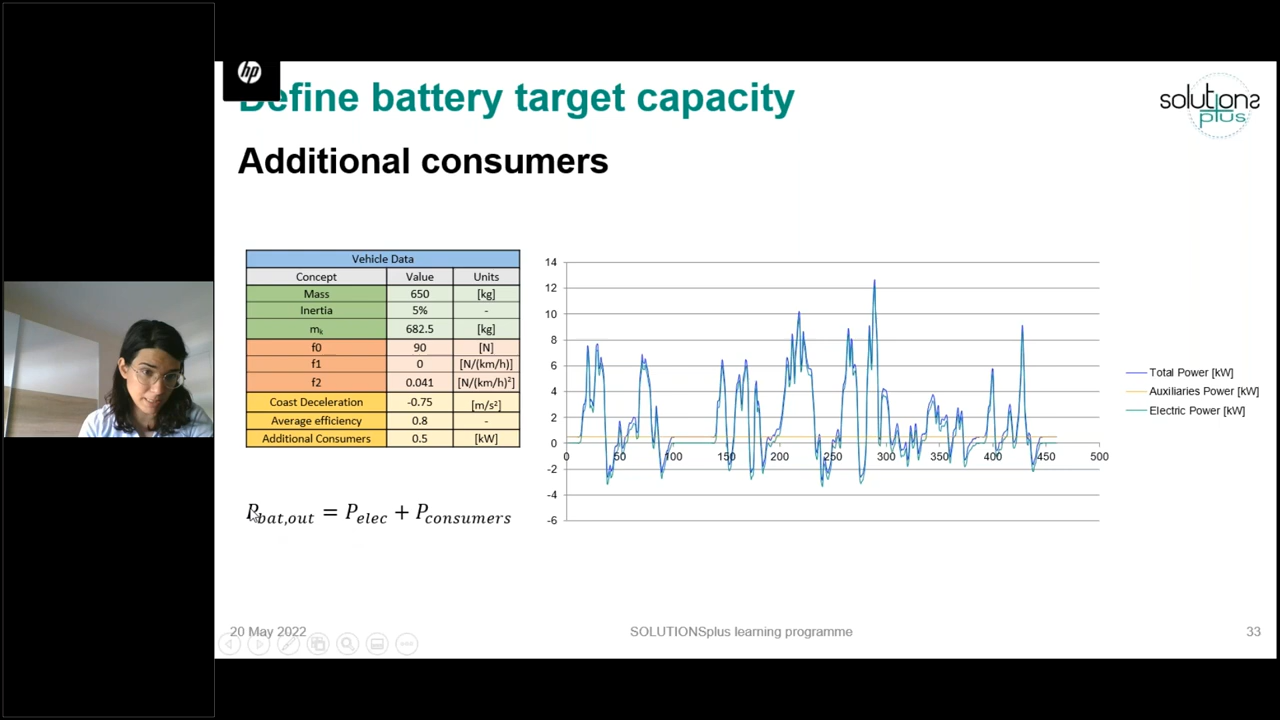 hp
Define battery target capacity
solutions
plus
Additional consumers
Vehicle Data
Concept Value Units
Mass 650 [kg]
Inertia 5% -
mₖ 682.5 [kg]
f0 90 [N]
f1 0 [N/(km/h)]
f2 0.041 [N/(km/h)²]
Coast Deceleration -0.75 [m/s²]
Average efficiency 0.8 -
Additional Consumers 0.5 [kW]
P_bat,out = P_elec + P_consumers
14
12
10
8
6
4
2
0
-2
-4
-6
0 50 100 150 200 250 300 350 400 450 500
Total Power [kW]
Auxiliaries Power [kW]
Electric Power [kW]
20 May 2022 SOLUTIONSplus learning programme 33